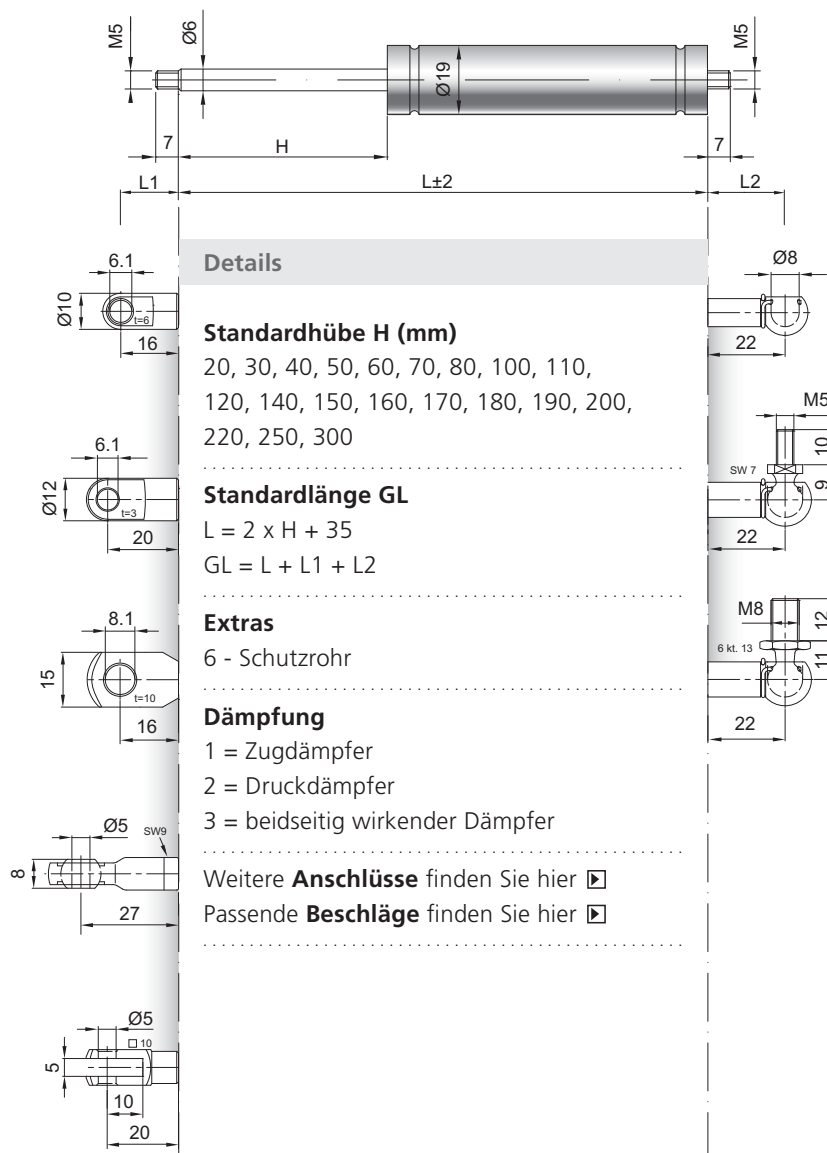 M5
Ø6
Ø19
M5
7
H
7
L1
L±2
L2
Details
6.1
Ø10
t=6
16
Ø8
22
Standardhübe H (mm)
20, 30, 40, 50, 60, 70, 80, 100, 110,
120, 140, 150, 160, 170, 180, 190, 200,
220, 250, 300
6.1
Ø12
t=3
20
M5
10
SW 7
9
22
Standardlänge GL
L = 2 x H + 35
GL = L + L1 + L2
Extras
6 - Schutzrohr
8.1
15
t=10
16
M8
12
6 kt. 13
11
22
Dämpfung
1 = Zugdämpfer
2 = Druckdämpfer
3 = beidseitig wirkender Dämpfer
Ø5
SW9
8
27
Weitere Anschlüsse finden Sie hier
Passende Beschläge finden Sie hier
Ø5
10
5
10
20